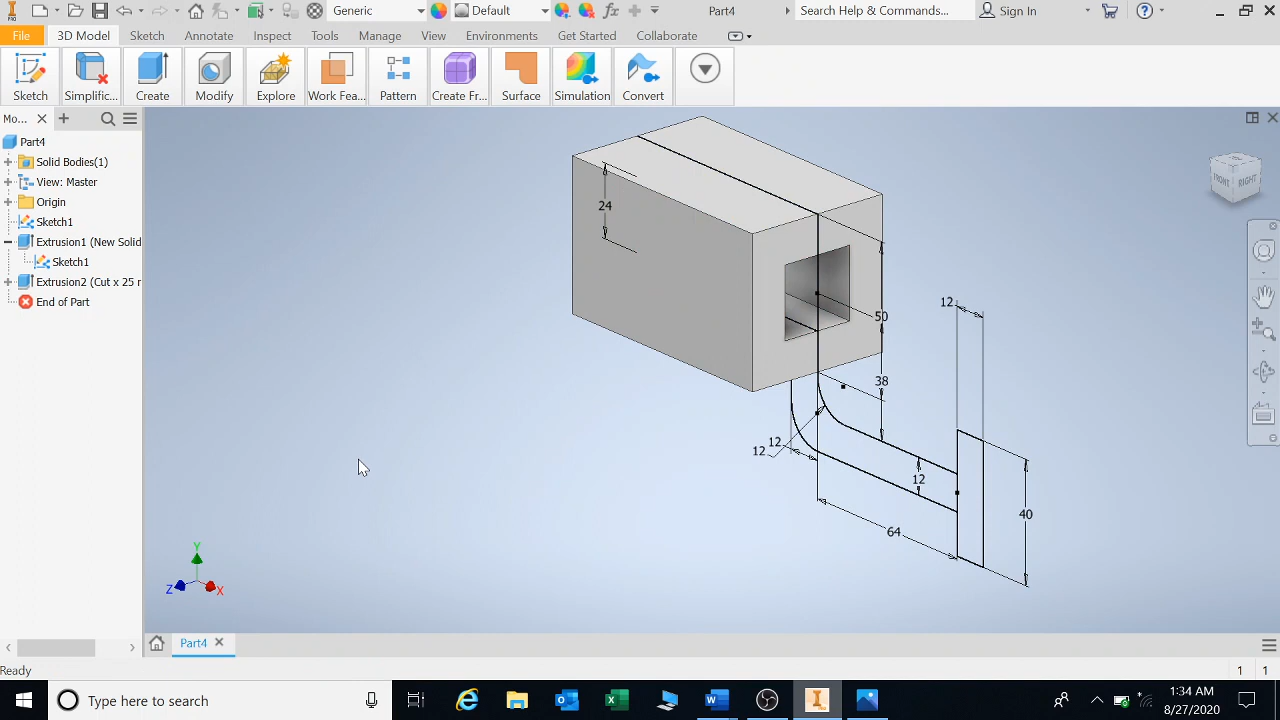 Generic
Default
Part4
Search Help & Commands...
Sign In
File
3D Model
Sketch
Annotate
Inspect
Tools
Manage
View
Environments
Get Started
Collaborate
Sketch
Simplific...
Create
Modify
Explore
Work Fea...
Pattern
Create Fr...
Surface
Simulation
Convert
Mo...
Part4
Solid Bodies(1)
View: Master
Origin
Sketch1
Extrusion1 (New Solid
Sketch1
Extrusion2 (Cut x 25 r
End of Part
FRONT
RIGHT
24
50
12
38
12
12
12
64
40
Y
Z
X
Part4
Ready
1
1
Type here to search
1:34 AM
8/27/2020